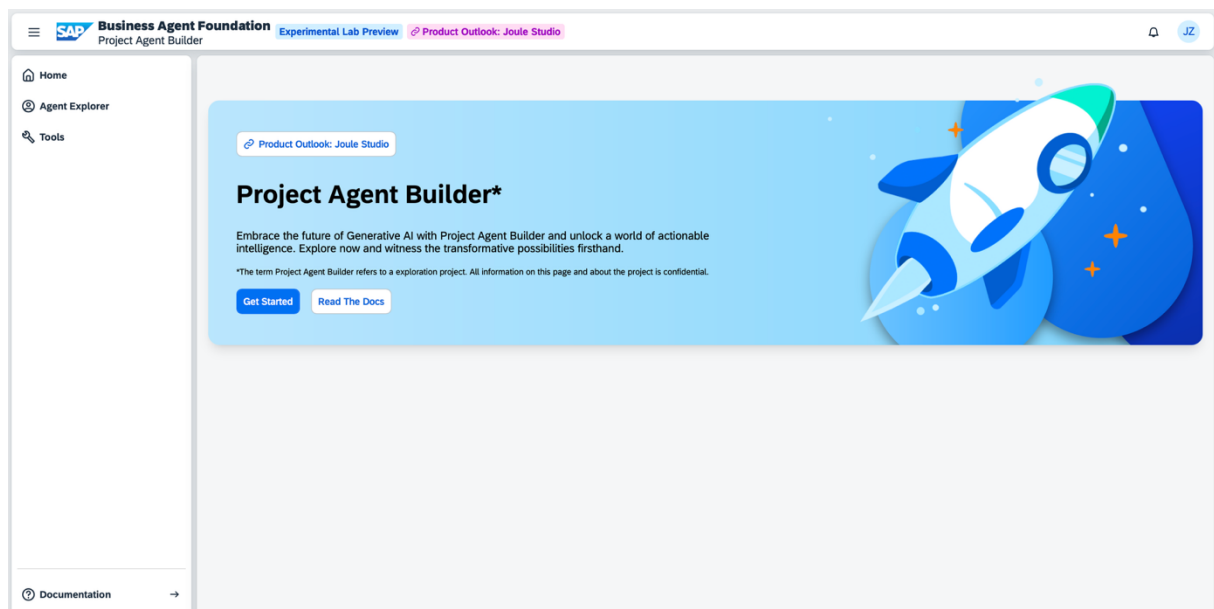 SAP
Business Agent Foundation
Project Agent Builder
Experimental Lab Preview
Product Outlook: Joule Studio
JZ
Home
Agent Explorer
Tools
Product Outlook: Joule Studio
Project Agent Builder*
Embrace the future of Generative AI with Project Agent Builder and unlock a world of actionable
intelligence. Explore now and witness the transformative possibilities firsthand.
*The term Project Agent Builder refers to a exploration project. All information on this page and about the project is confidential.
Get Started
Read The Docs
Documentation